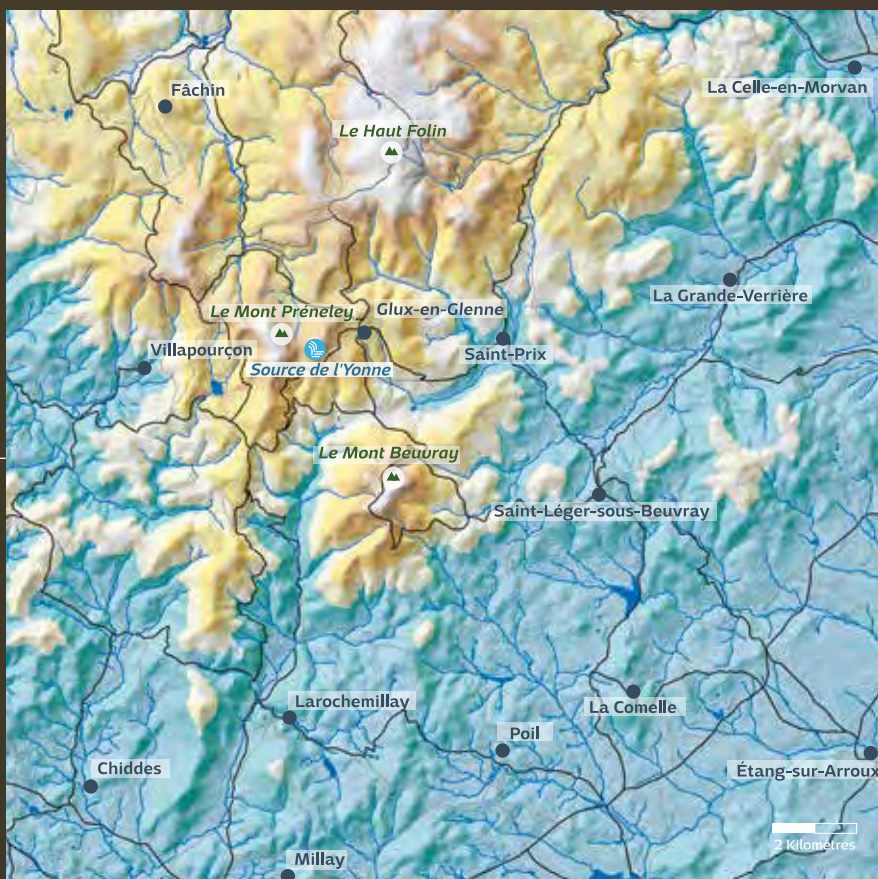 La Celle-en-Morvan
Fâchin
Le Haut Folin
La Grande-Verrière
Le Mont Préneley
Glux-en-Glenne
Villapourçon
Saint-Prix
Source de l'Yonne
Le Mont Beuvray
Saint-Léger-sous-Beuvray
Larochemillay
La Comelle
Poil
Chiddes
Étang-sur-Arroux
2 Kilomètres
Millay